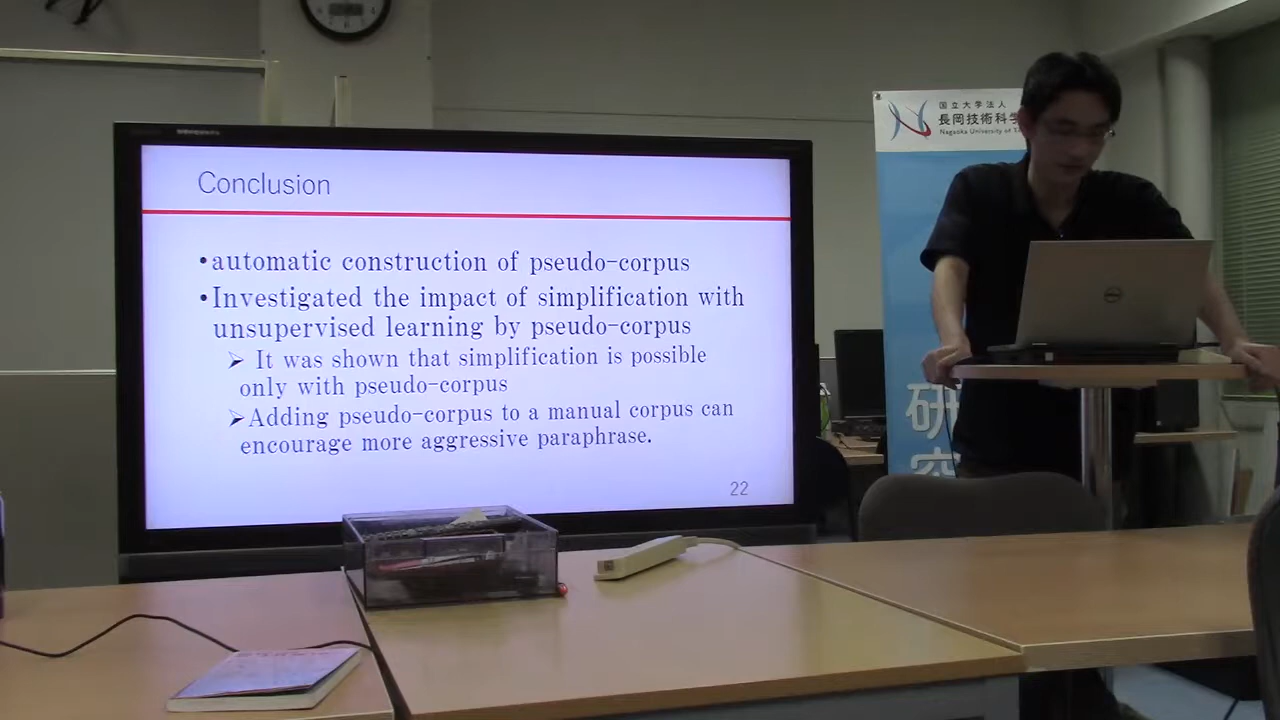 Conclusion
•automatic construction of pseudo-corpus
•Investigated the impact of simplification with
unsupervised learning by pseudo-corpus
➢ It was shown that simplification is possible
only with pseudo-corpus
➢Adding pseudo-corpus to a manual corpus can
encourage more aggressive paraphrase.
22
国立大学法人
長岡技術科学
Nagaoka University of
研
究
DELL